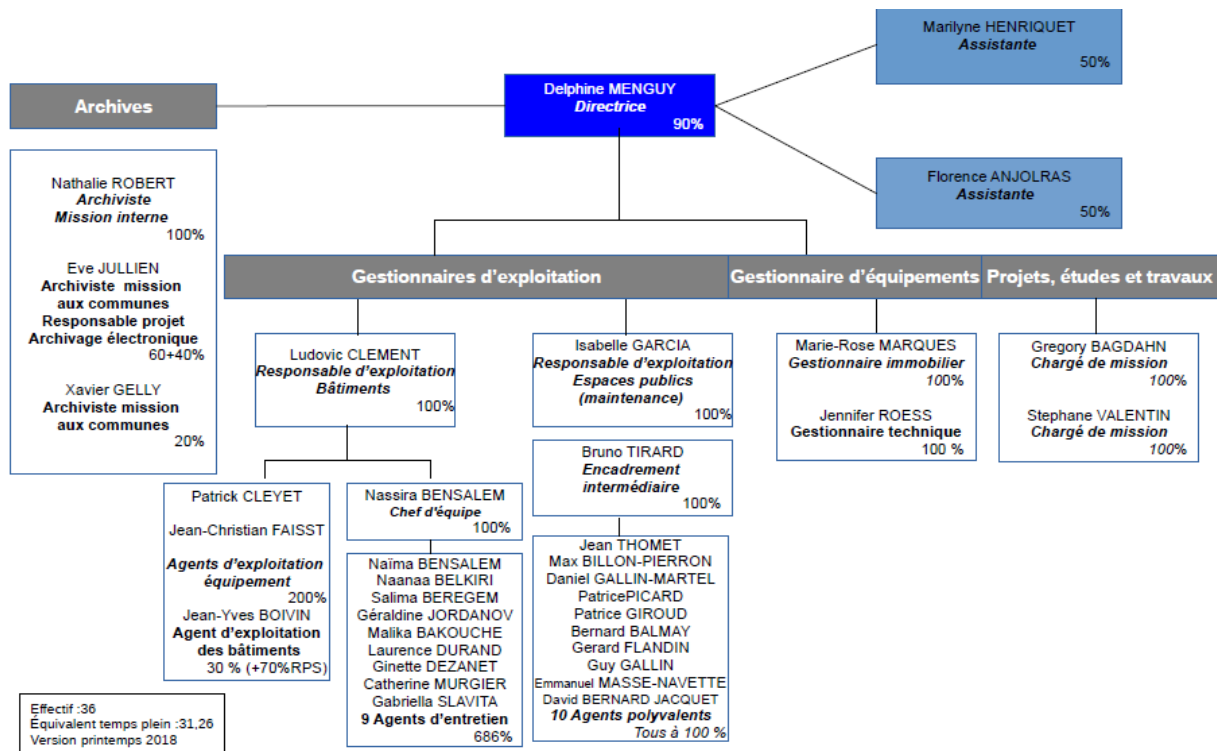 Marilyne HENRIQUET
Assistante
50%
Delphine MENGUY
Directrice
90%
Archives
Florence ANJOLRAS
Assistante
50%
Nathalie ROBERT
Archiviste
Mission interne
100%
Eve JULLIEN
Archiviste mission
aux communes
Responsable projet
Archivage électronique
60+40%
Xavier GELLY
Archiviste mission
aux communes
20%
Gestionnaires d'exploitation
Gestionnaire d'équipements
Projets, études et travaux
Ludovic CLEMENT
Responsable d'exploitation
Bâtiments
100%
Isabelle GARCIA
Responsable d'exploitation
Espaces publics
(maintenance)
100%
Marie-Rose MARQUES
Gestionnaire immobilier
100%
Jennifer ROESS
Gestionnaire technique
100 %
Gregory BAGDAHN
Chargé de mission
100%
Stephane VALENTIN
Chargé de mission
100%
Patrick CLEYET
Jean-Christian FAISST
Agents d'exploitation
équipement
200%
Jean-Yves BOIVIN
Agent d'exploitation
des bâtiments
30 % (+70%RPS)
Nassira BENSALEM
Chef d'équipe
100%
Naïma BENSALEM
Naanaa BELKIRI
Salima BEREGEM
Géraldine JORDANOV
Malika BAKOUCHE
Laurence DURAND
Ginette DEZANET
Catherine MURGIER
Gabriella SLAVITA
9 Agents d'entretien
686%
Bruno TIRARD
Encadrement
intermédiaire
100%
Jean THOMET
Max BILLON-PIERRON
Daniel GALLIN-MARTEL
PatricePICARD
Patrice GIROUD
Bernard BALMAY
Gerard FLANDIN
Guy GALLIN
Emmanuel MASSE-NAVETTE
David BERNARD JACQUET
10 Agents polyvalents
Tous à 100 %
Effectif :36
Équivalent temps plein :31,26
Version printemps 2018